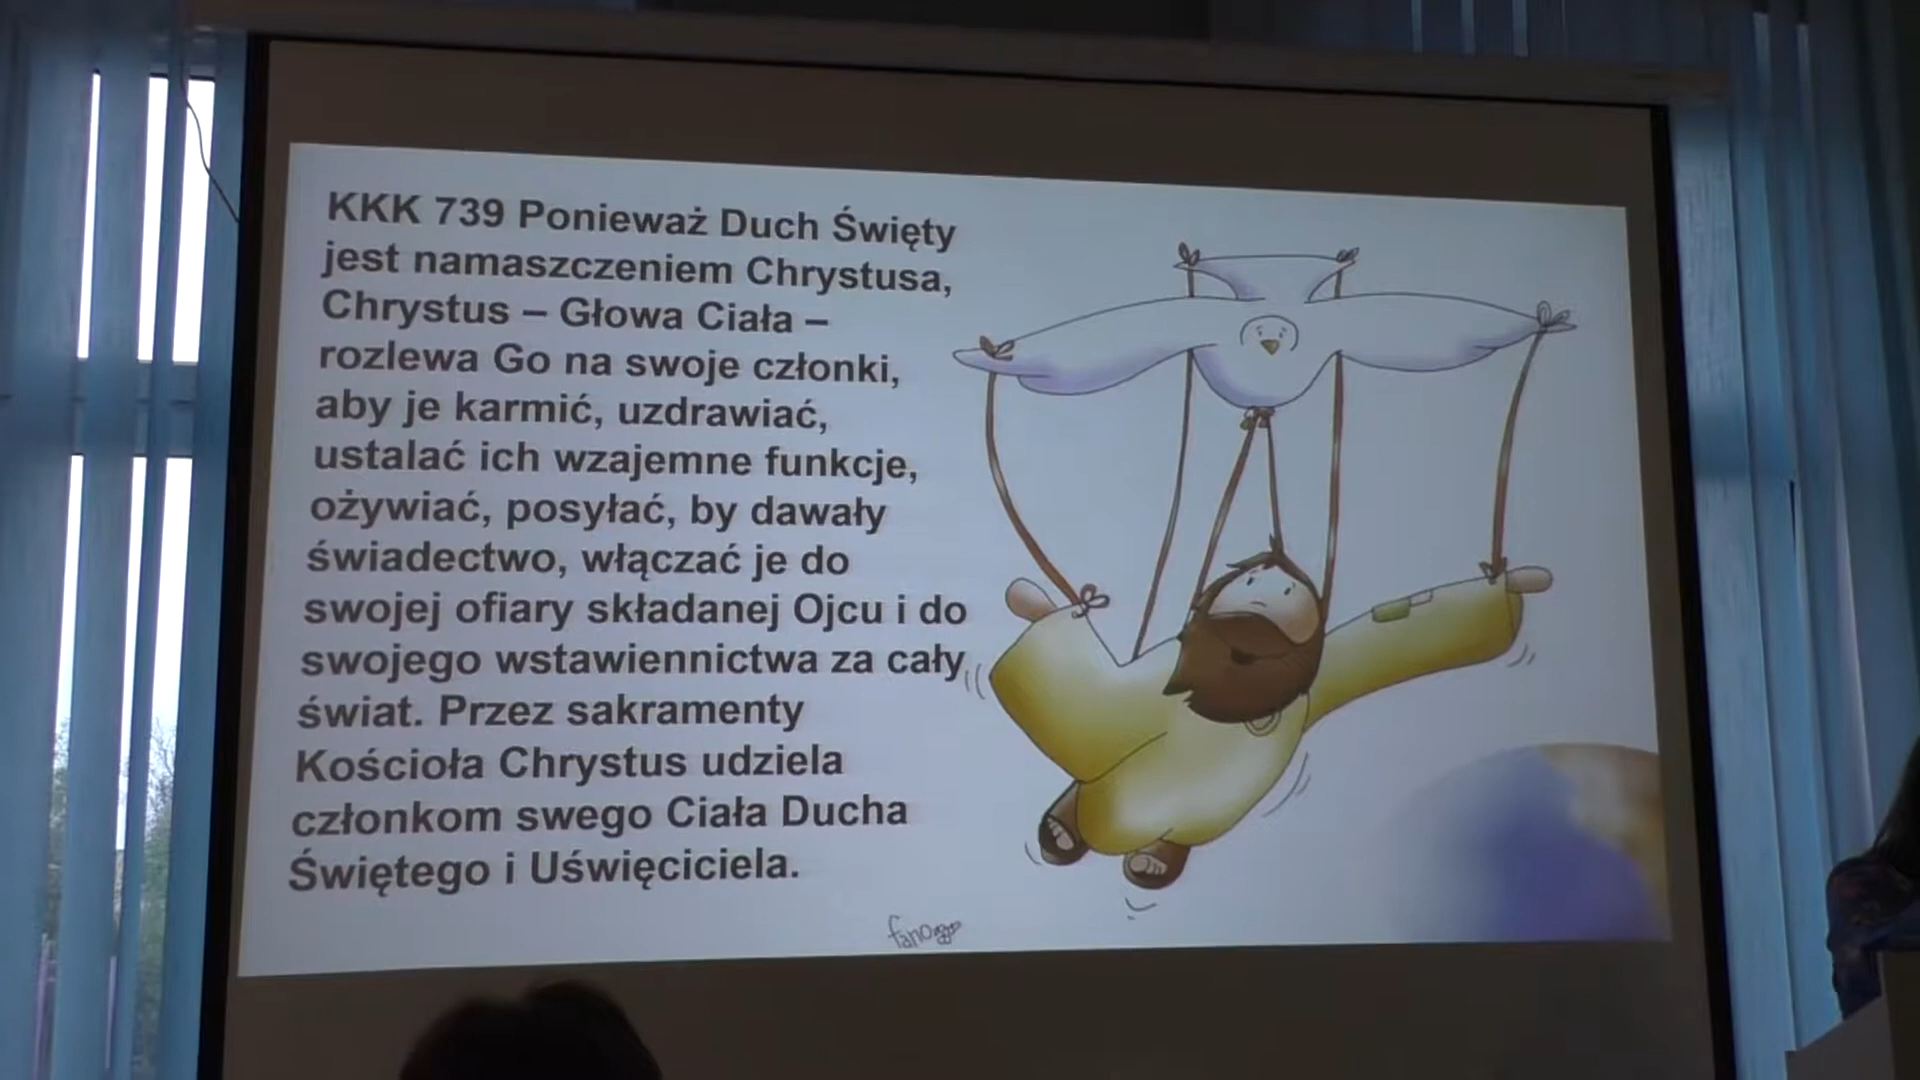 KKK 739 Ponieważ Duch Święty
jest namaszczeniem Chrystusa,
Chrystus – Głowa Ciała –
rozlewa Go na swoje członki,
aby je karmić, uzdrawiać,
ustalać ich wzajemne funkcje,
ożywiać, posyłać, by dawały
świadectwo, włączać je do
swojej ofiary składanej Ojcu i do
swojego wstawiennictwa za cały
świat. Przez sakramenty
Kościoła Chrystus udziela
członkom swego Ciała Ducha
Świętego i Uświęciciela.
fano